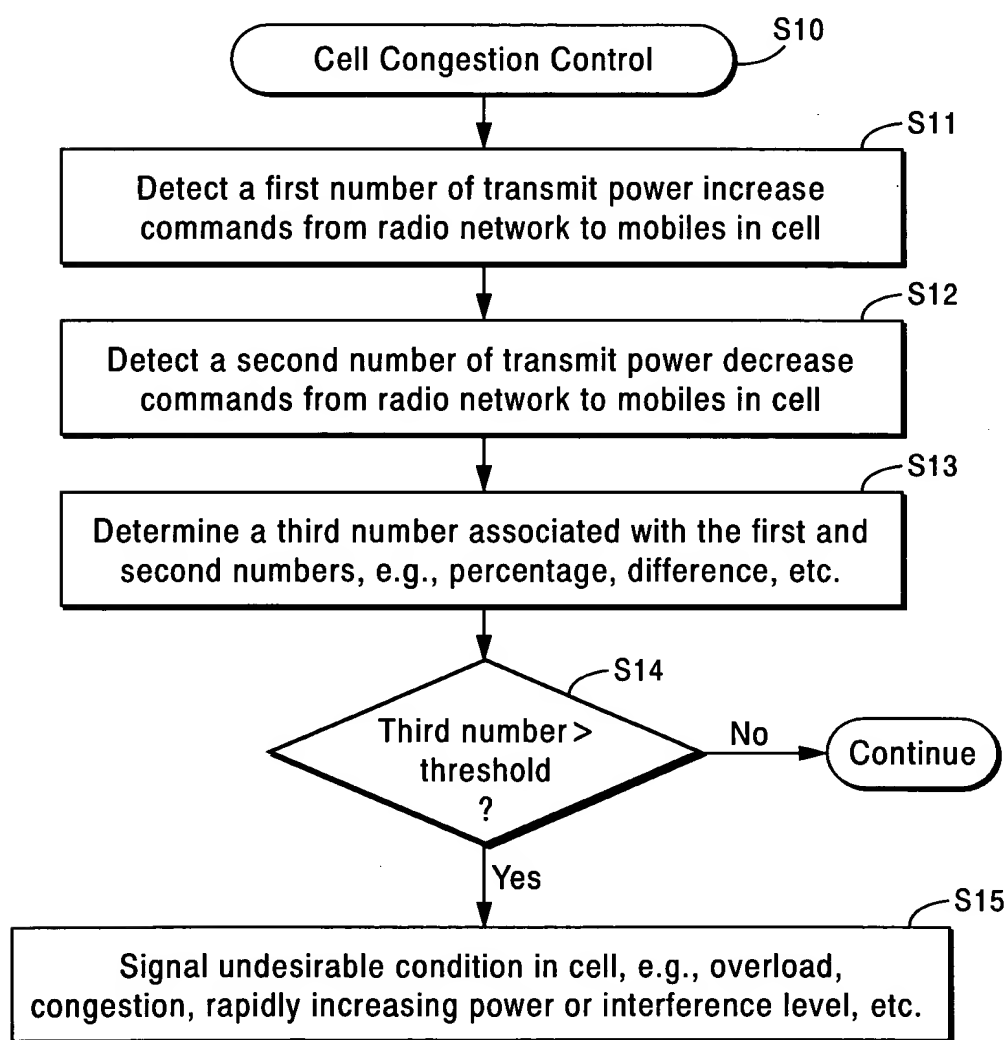 S10
Cell Congestion Control
S11
Detect a first number of transmit power increase
commands from radio network to mobiles in cell
S12
Detect a second number of transmit power decrease
commands from radio network to mobiles in cell
S13
Determine a third number associated with the first and
second numbers, e.g., percentage, difference, etc.
S14
Third number >
threshold
?
No
Continue
Yes
S15
Signal undesirable condition in cell, e.g., overload,
congestion, rapidly increasing power or interference level, etc.